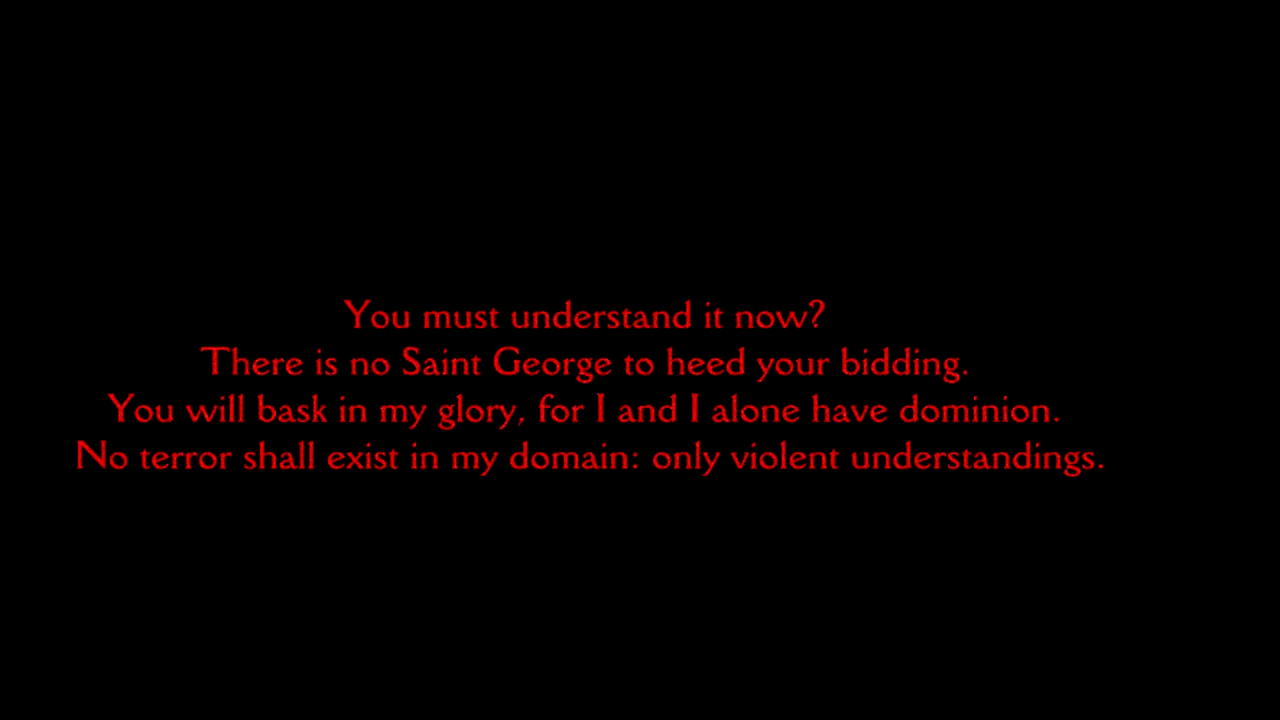 You must understand it now?
There is no Saint George to heed your bidding.
You will bask in my glory, for I and I alone have dominion.
No terror shall exist in my domain: only violent understandings.